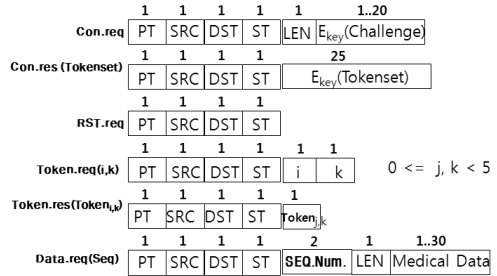 1 1 1 1 1 1..20
Con.req PT SRC DST ST LEN Ekey(Challenge)
1 1 1 1 25
Con.res (Tokenset) PT SRC DST ST Ekey(Tokenset)
1 1 1 1
RST.req PT SRC DST ST
1 1 1 1 1 1
Token.req(i,k) PT SRC DST ST i k 0 <= j, k < 5
1 1 1 1 1
Token.res(Tokeni,k) PT SRC DST ST Tokenj,k
1 1 1 1 2 1 1..30
Data.req(Seq) PT SRC DST ST SEQ.Num. LEN Medical Data